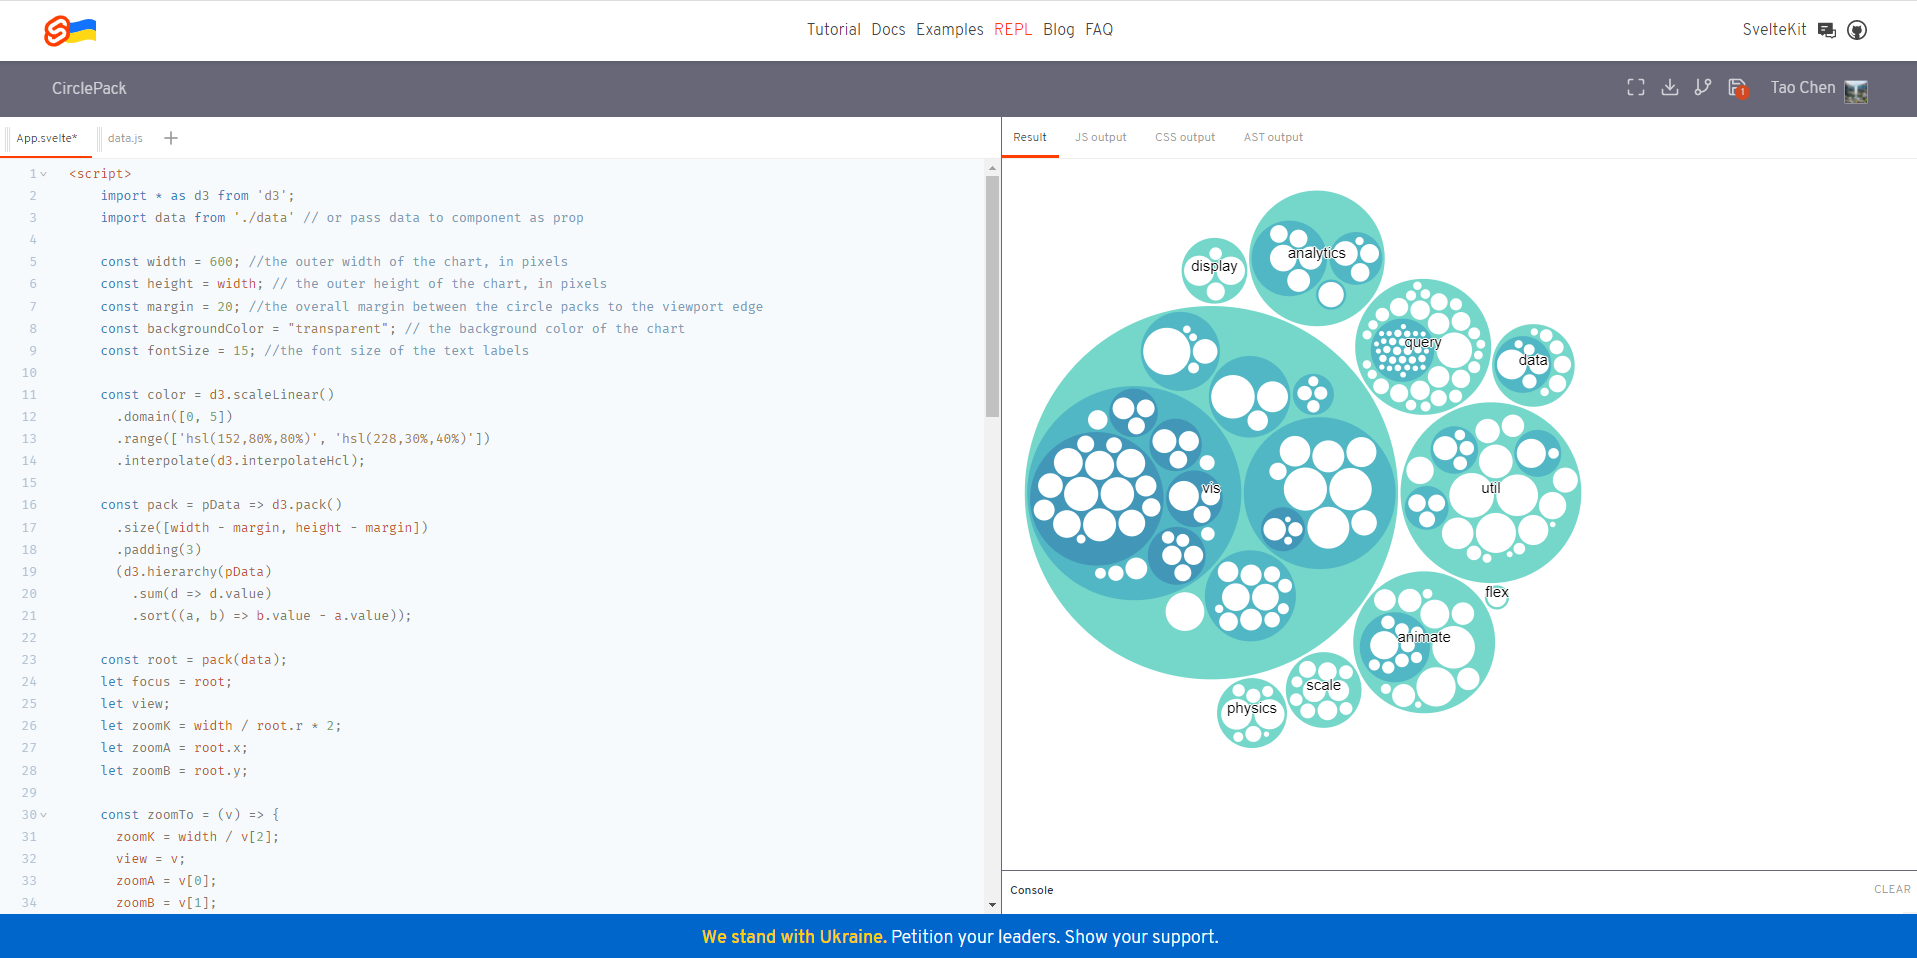 Tutorial Docs Examples REPL Blog FAQ
SvelteKit
CirclePack
1
Tao Chen
App.svelte*
data.js
Result
JS output
CSS output
AST output
1 <script>
2 import * as d3 from 'd3';
3 import data from './data' // or pass data to component as prop
4
5 const width = 600; //the outer width of the chart, in pixels
6 const height = width; // the outer height of the chart, in pixels
7 const margin = 20; //the overall margin between the circle packs to the viewport edge
8 const backgroundColor = "transparent"; // the background color of the chart
9 const fontSize = 15; //the font size of the text labels
10
11 const color = d3.scaleLinear()
12 .domain([0, 5])
13 .range(['hsl(152,80%,80%)', 'hsl(228,30%,40%)'])
14 .interpolate(d3.interpolateHcl);
15
16 const pack = pData => d3.pack()
17 .size([width - margin, height - margin])
18 .padding(3)
19 (d3.hierarchy(pData)
20 .sum(d => d.value)
21 .sort((a, b) => b.value - a.value));
22
23 const root = pack(data);
24 let focus = root;
25 let view;
26 let zoomK = width / root.r * 2;
27 let zoomA = root.x;
28 let zoomB = root.y;
29
30 const zoomTo = (v) => {
31 zoomK = width / v[2];
32 view = v;
33 zoomA = v[0];
34 zoomB = v[1];
analytics
display
query
data
vis
util
flex
animate
scale
physics
Console
CLEAR
We stand with Ukraine. Petition your leaders. Show your support.